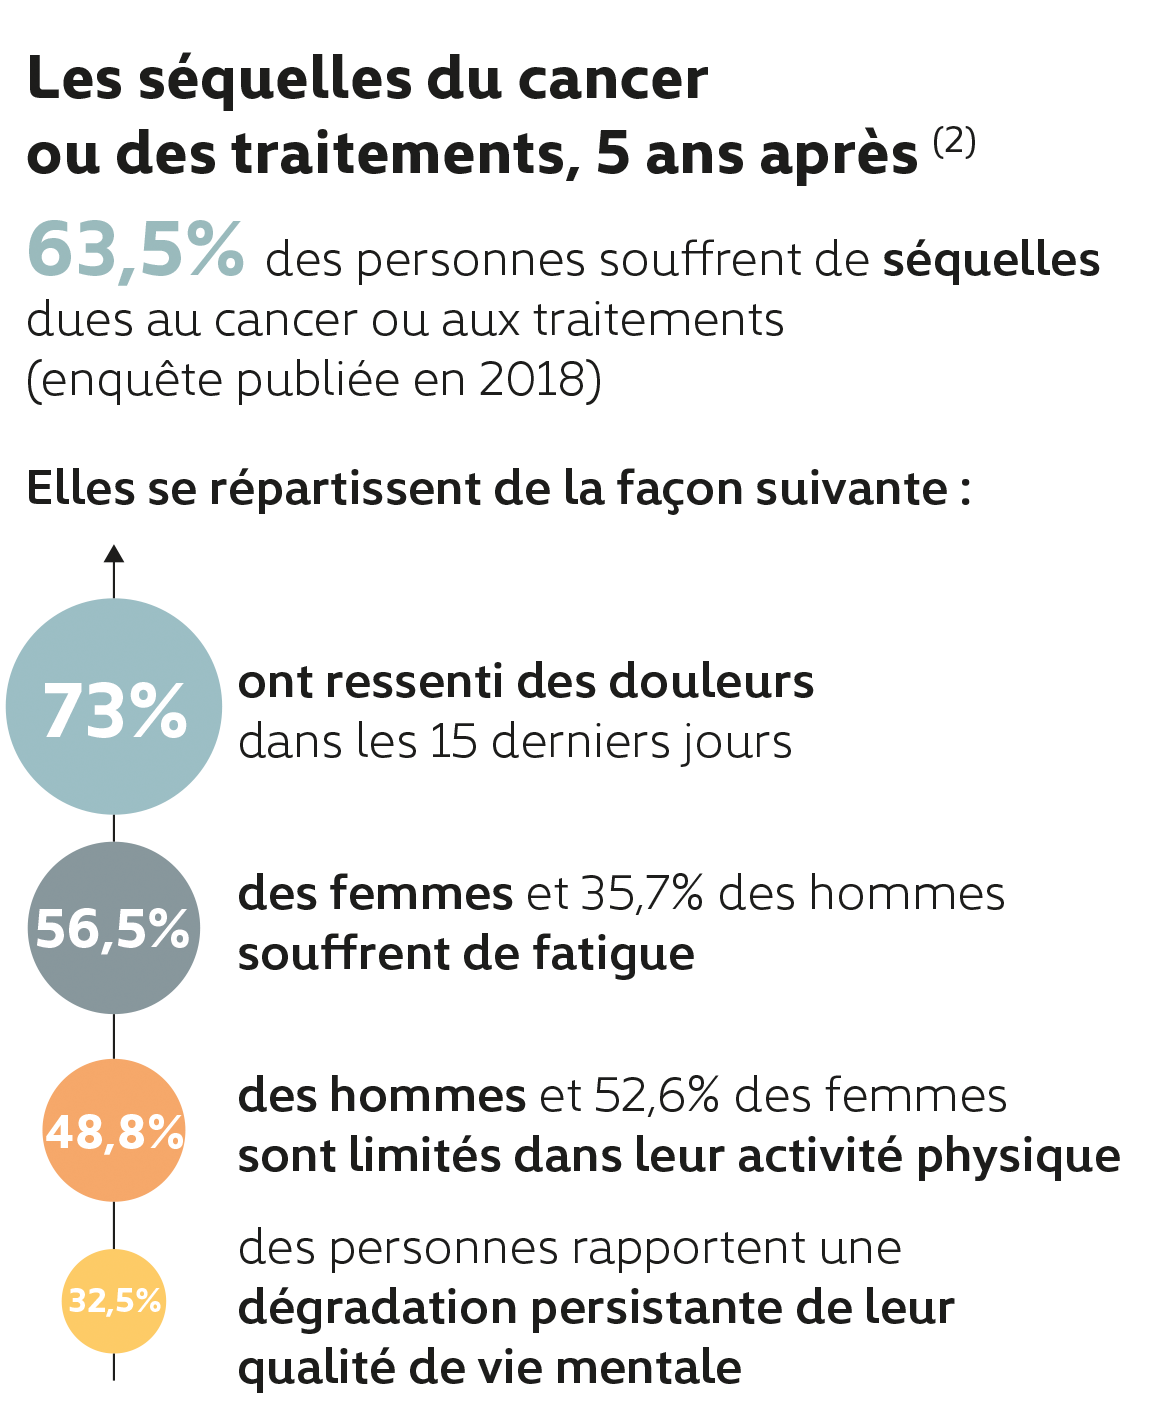 Les séquelles du cancer
ou des traitements, 5 ans après (2)
63,5% des personnes souffrent de séquelles
dues au cancer ou aux traitements
(enquête publiée en 2018)
Elles se répartissent de la façon suivante :
73%
ont ressenti des douleurs
dans les 15 derniers jours
56,5%
des femmes et 35,7% des hommes
souffrent de fatigue
48,8%
des hommes et 52,6% des femmes
sont limités dans leur activité physique
32,5%
des personnes rapportent une
dégradation persistante de leur
qualité de vie mentale